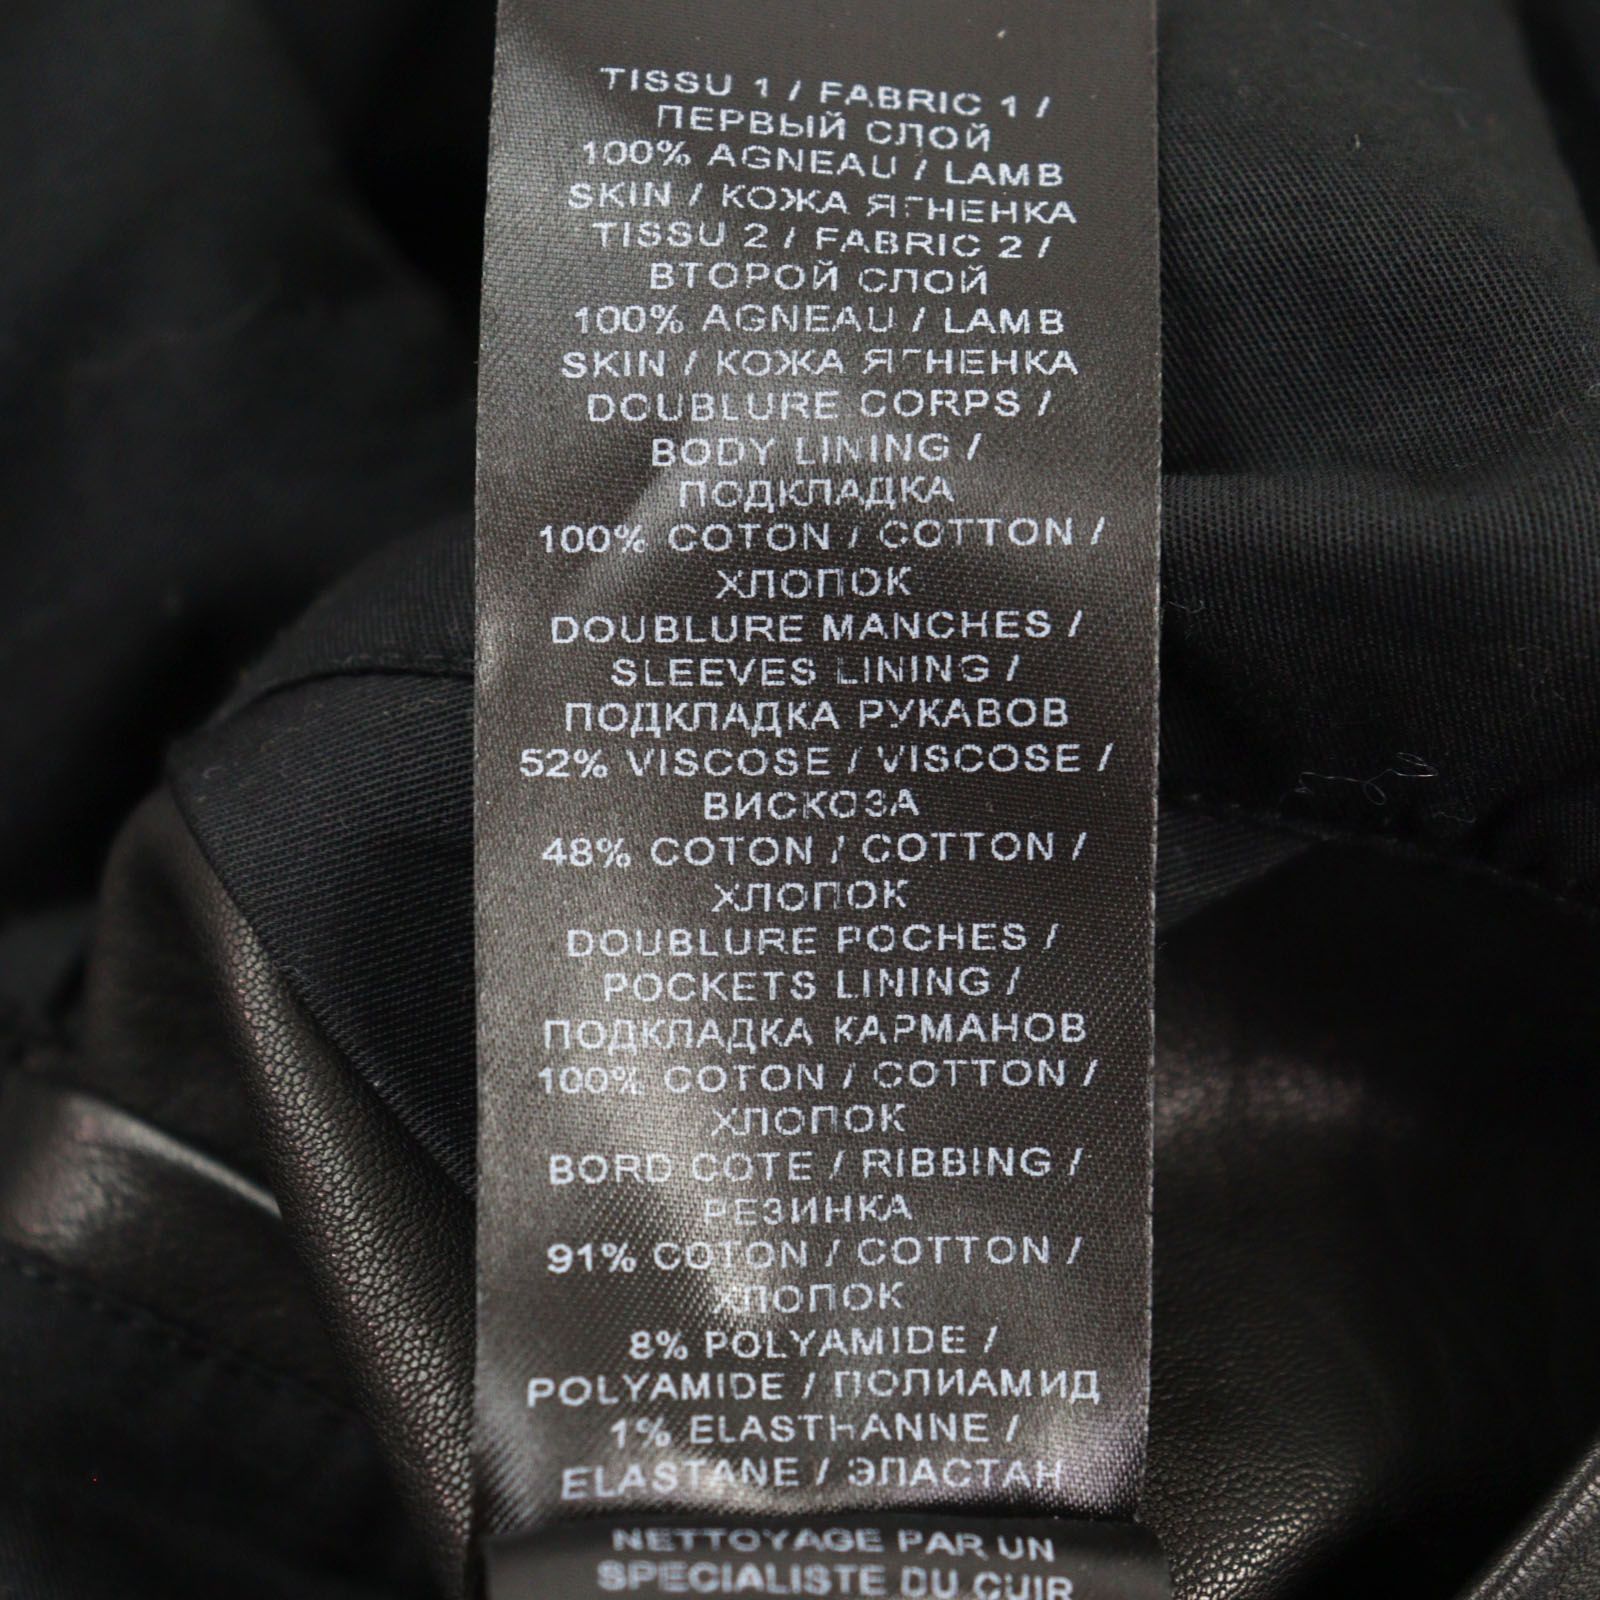 TISSU 1 / FABRIC 1 /
ПЕРВЫЙ СЛОЙ
100% AGNEAU / LAMB
SKIN / КОЖА ЯГНЕНКА
TISSU 2 / FABRIC 2 /
ВТОРОЙ СЛОЙ
100% AGNEAU / LAMB
SKIN / КОЖА ЯГНЕНКА
DOUBLURE CORPS /
BODY LINING /
ПОДКЛАДКА
100% COTON / COTTON /
ХЛОПОК
DOUBLURE MANCHES /
SLEEVES LINING /
ПОДКЛАДКА РУКАВОВ
52% VISCOSE / VISCOSE /
ВИСКОЗА
48% COTON / COTTON /
ХЛОПОК
DOUBLURE POCHES /
POCKETS LINING /
ПОДКЛАДКА КАРМАНОВ
100% COTON / COTTON /
ХЛОПОК
BORD COTE / RIBBING /
РЕЗИНКА
91% COTON / COTTON /
ХЛОПОК
8% POLYAMIDE /
POLYAMIDE / ПОЛИАМИД
1% ELASTHANNE /
ELASTANE / ЭЛАСТАН
NETTOYAGE PAR UN
SPECIALISTE DU CUIR